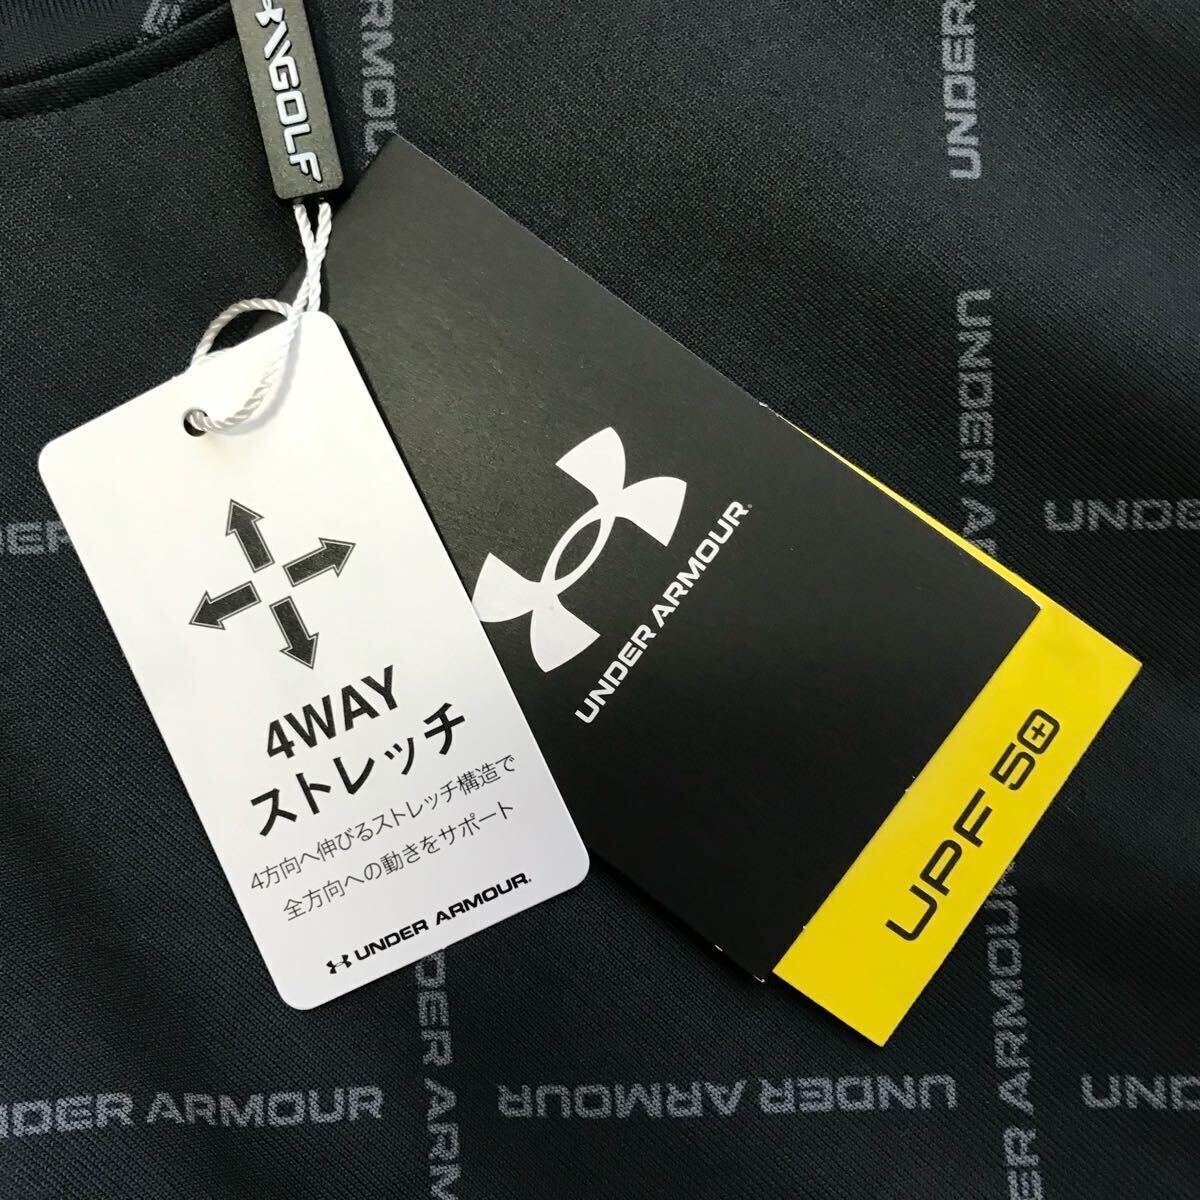 GOLF
4WAY
ストレッチ
4方向へ伸びるストレッチ構造で
全方向への動きをサポート
UNDER ARMOUR.
UNDER ARMOUR®
UPF 50+
UNDER
UNDER ARMOUR
UNDER ARMOUR
UNDER ARMOUR
UNDER ARMOUR